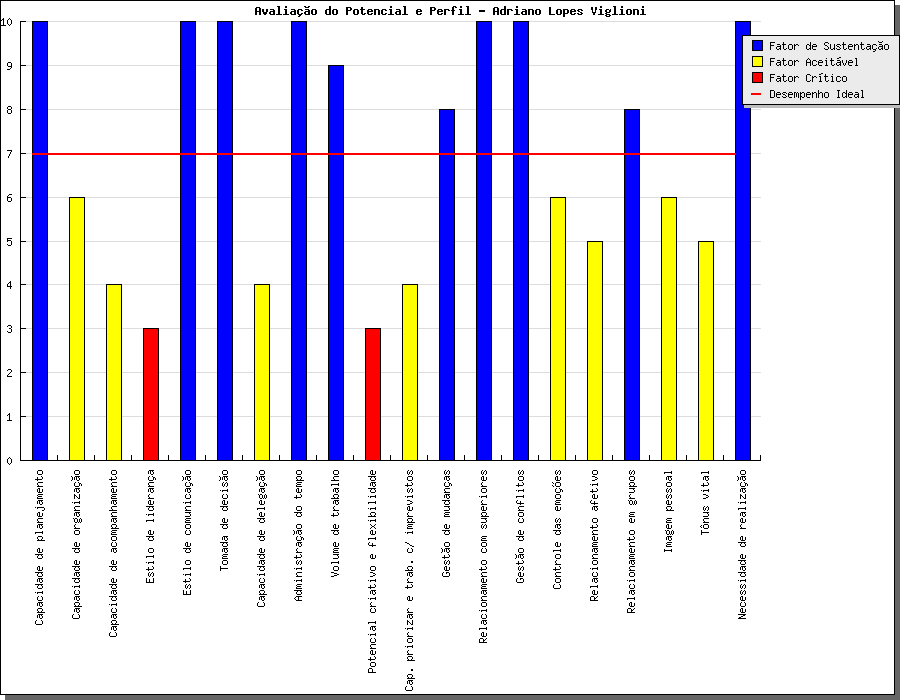 Avaliação do Potencial e Perfil - Adriano Lopes Viglioni
Fator de Sustentação
Fator Aceitável
Fator Crítico
Desempenho Ideal
10
9
8
7
6
5
4
3
2
1
0
Capacidade de planejamento
Capacidade de organização
Capacidade de acompanhamento
Estilo de liderança
Estilo de comunicação
Tomada de decisão
Capacidade de delegação
Administração do tempo
Volume de trabalho
Potencial criativo e flexibilidade
Cap. priorizar e trab. c/ imprevistos
Gestão de mudanças
Relacionamento com superiores
Gestão de conflitos
Controle das emoções
Relacionamento afetivo
Relacionamento em grupos
Imagem pessoal
Tônus vital
Necessidade de realização